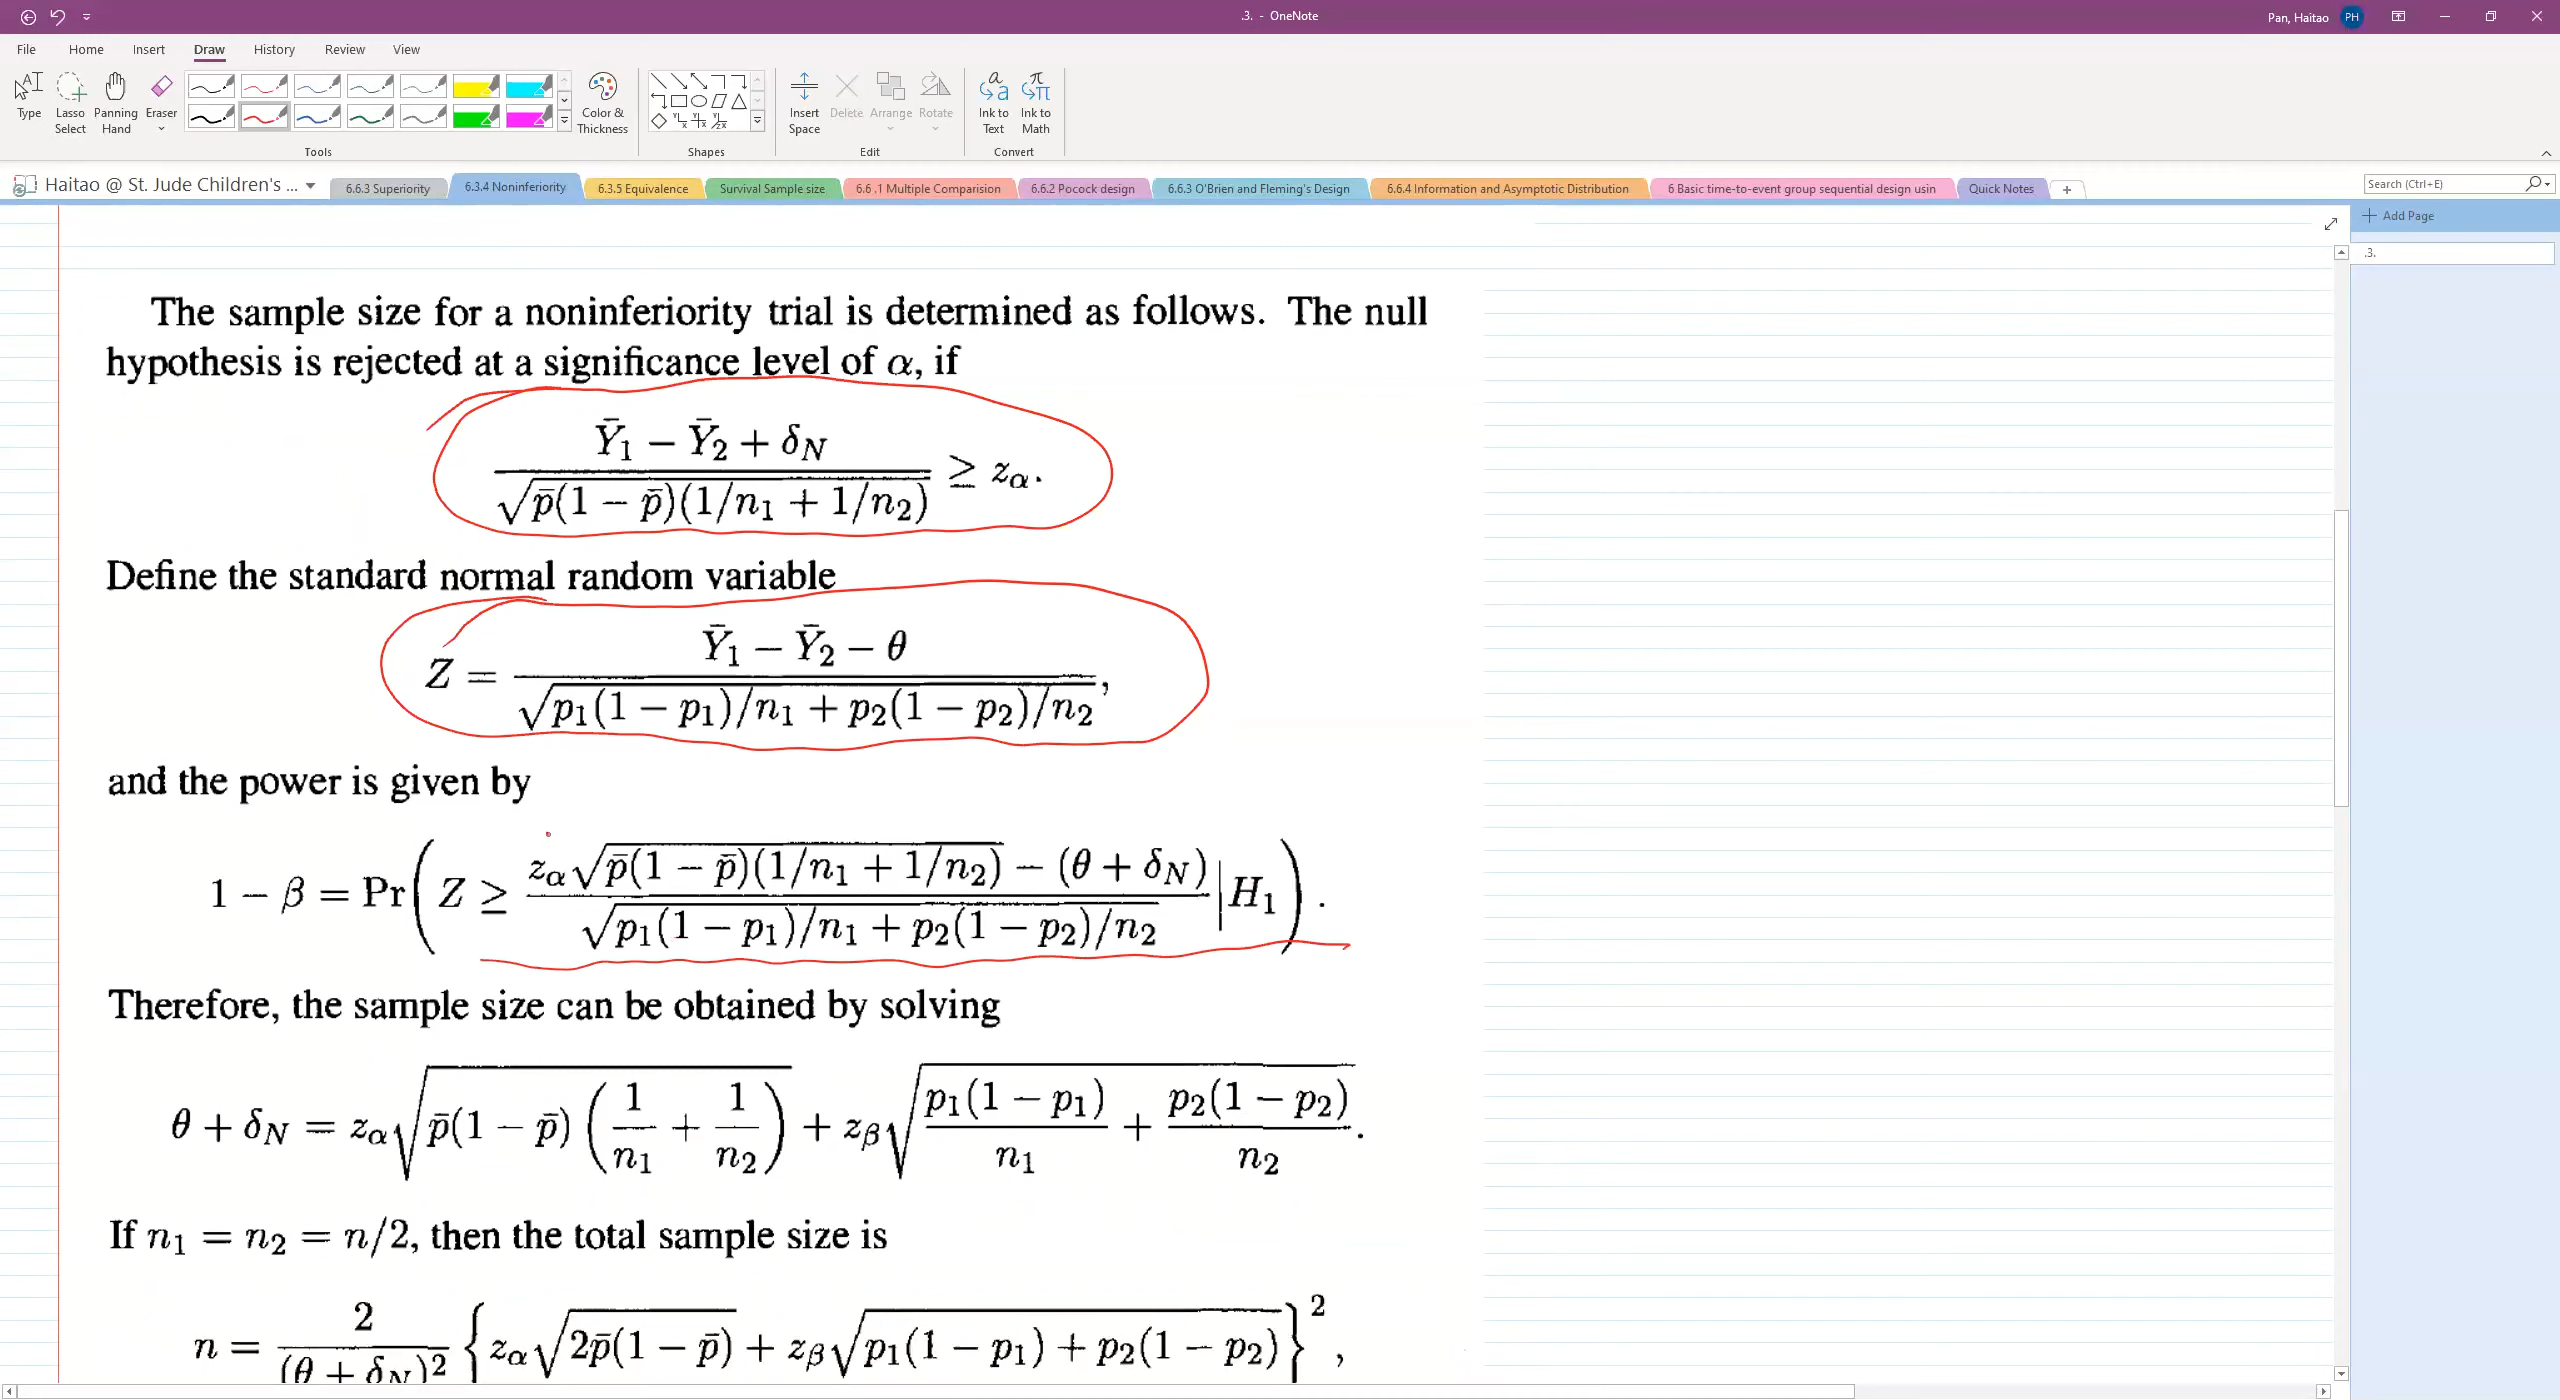 .3. - OneNote
Pan, Haitao PH
File Home Insert Draw History Review View
Type
Lasso Select
Panning Hand
Eraser
Color & Thickness
Insert Space
Delete
Arrange
Rotate
Ink to Text
Ink to Math
Tools
Shapes
Edit
Convert
Haitao @ St. Jude Children's ...
6.6.3 Superiority
6.3.4 Noninferiority
6.3.5 Equivalence
Survival Sample size
6.6 .1 Multiple Comparision
6.6.2 Pocock design
6.6.3 O'Brien and Fleming's Design
6.6.4 Information and Asymptotic Distribution
6 Basic time-to-event group sequential design usin
Quick Notes
Search (Ctrl+E)
Add Page
.3.
The sample size for a noninferiority trial is determined as follows. The null
hypothesis is rejected at a significance level of α, if
(Ȳ₁ − Ȳ₂ + δ_N) / √(p̄(1 − p̄)(1/n₁ + 1/n₂)) ≥ z_α.
Define the standard normal random variable
Z = (Ȳ₁ − Ȳ₂ − θ) / √(p₁(1 − p₁)/n₁ + p₂(1 − p₂)/n₂),
and the power is given by
1 − β = Pr( Z ≥ (z_α √(p̄(1 − p̄)(1/n₁ + 1/n₂)) − (θ + δ_N)) / √(p₁(1 − p₁)/n₁ + p₂(1 − p₂)/n₂) | H₁ ).
Therefore, the sample size can be obtained by solving
θ + δ_N = z_α √(p̄(1 − p̄) (1/n₁ + 1/n₂)) + z_β √(p₁(1 − p₁)/n₁ + p₂(1 − p₂)/n₂).
If n₁ = n₂ = n/2, then the total sample size is
n = 2/(θ + δ_N)² { z_α √(2p̄(1 − p̄)) + z_β √(p₁(1 − p₁) + p₂(1 − p₂)) }²,